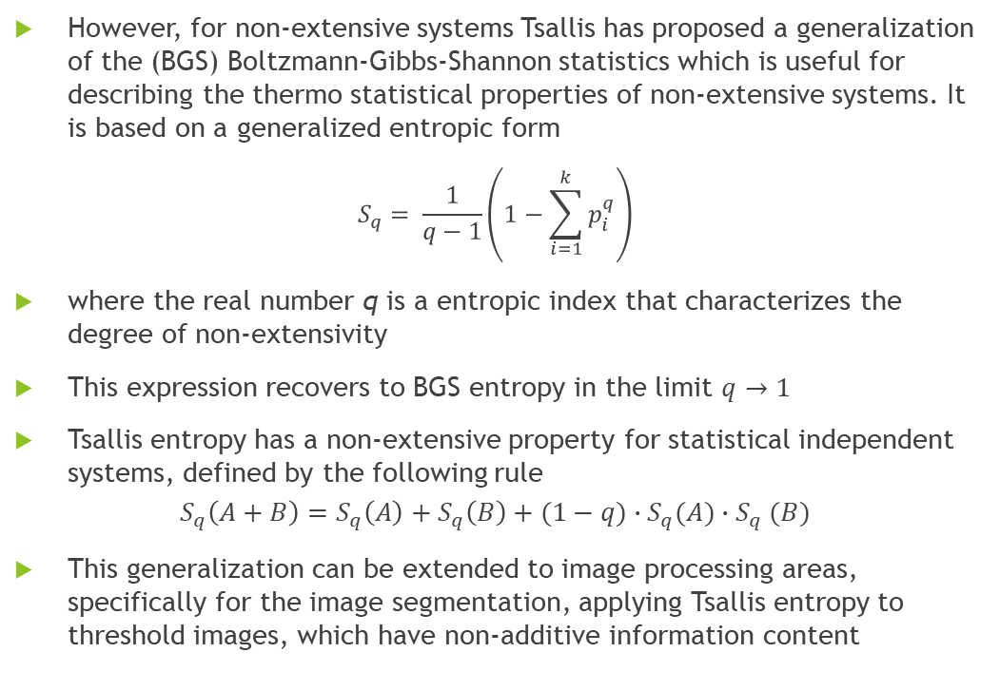 However, for non-extensive systems Tsallis has proposed a generalization
of the (BGS) Boltzmann-Gibbs-Shannon statistics which is useful for
describing the thermo statistical properties of non-extensive systems. It
is based on a generalized entropic form
S_q = \frac{1}{q − 1} \left( 1 − \sum_{i=1}^{k} p_i^q \right)
where the real number q is a entropic index that characterizes the
degree of non-extensivity
This expression recovers to BGS entropy in the limit q → 1
Tsallis entropy has a non-extensive property for statistical independent
systems, defined by the following rule
S_q(A + B) = S_q(A) + S_q(B) + (1 − q) · S_q(A) · S_q (B)
This generalization can be extended to image processing areas,
specifically for the image segmentation, applying Tsallis entropy to
threshold images, which have non-additive information content